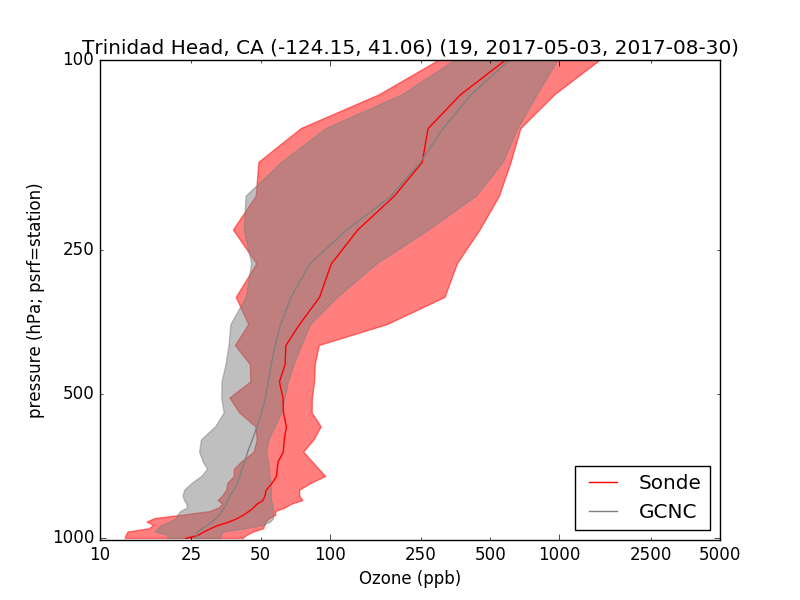 Trinidad Head, CA (-124.15, 41.06) (19, 2017-05-03, 2017-08-30)
100
250
500
1000
pressure (hPa; psrf=station)
Sonde
GCNC
10 25 50 100 250 500 1000 2500 5000
Ozone (ppb)